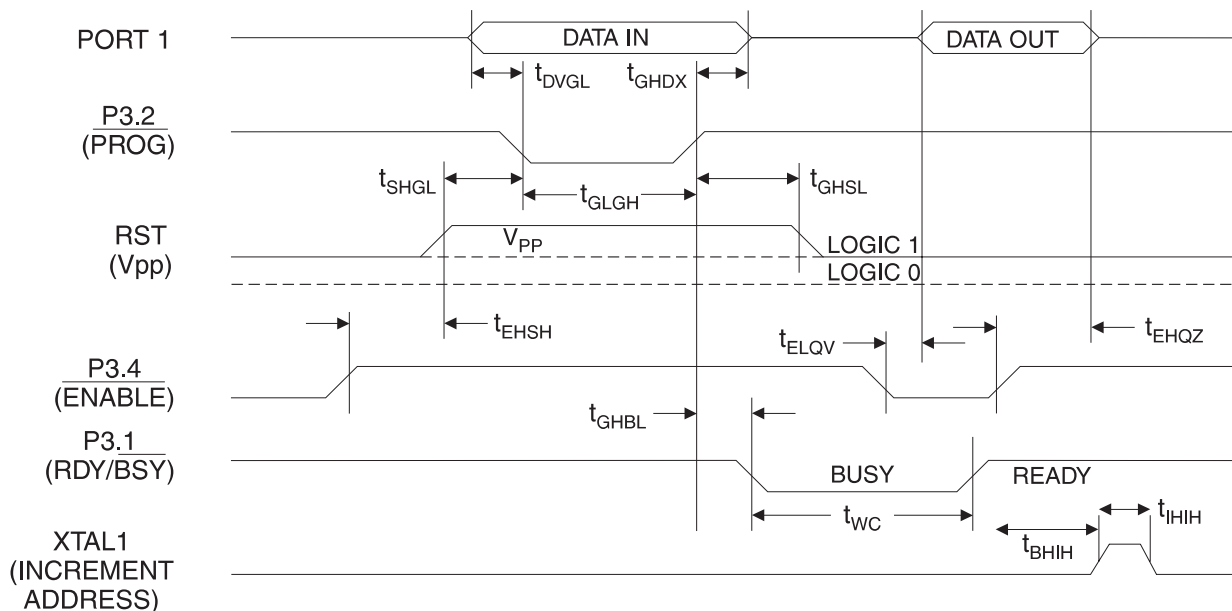 PORT 1
DATA IN
DATA OUT
tDVGL
tGHDX
P3.2
(PROG)
tSHGL
tGLGH
tGHSL
RST
(Vpp)
VPP
LOGIC 1
LOGIC 0
tEHSH
tELQV
tEHQZ
P3.4
(ENABLE)
tGHBL
P3.1
(RDY/BSY)
BUSY
READY
tWC
tIHIH
tBHIH
XTAL1
(INCREMENT
ADDRESS)